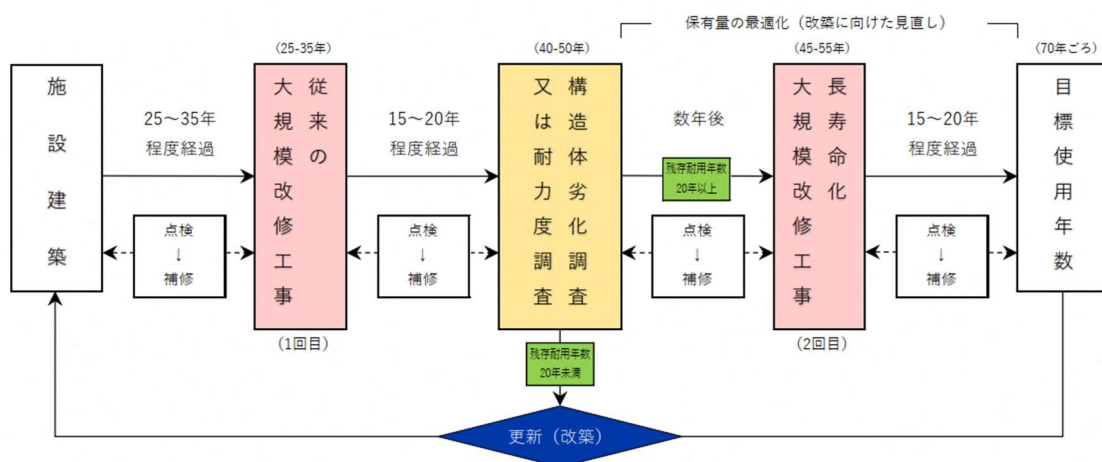 保有量の最適化（改築に向けた見直し）
(25-35年)
(40-50年)
(45-55年)
(70年ごろ)
施設建築
25～35年
程度経過
点検
↓
補修
従来の
大規模改修工事
(1回目)
15～20年
程度経過
点検
↓
補修
構造体劣化調査
又は耐力度調査
数年後
残存耐用年数
20年以上
点検
↓
補修
長寿命化
大規模改修工事
(2回目)
15～20年
程度経過
点検
↓
補修
目標使用年数
残存耐用年数
20年未満
更新（改築）